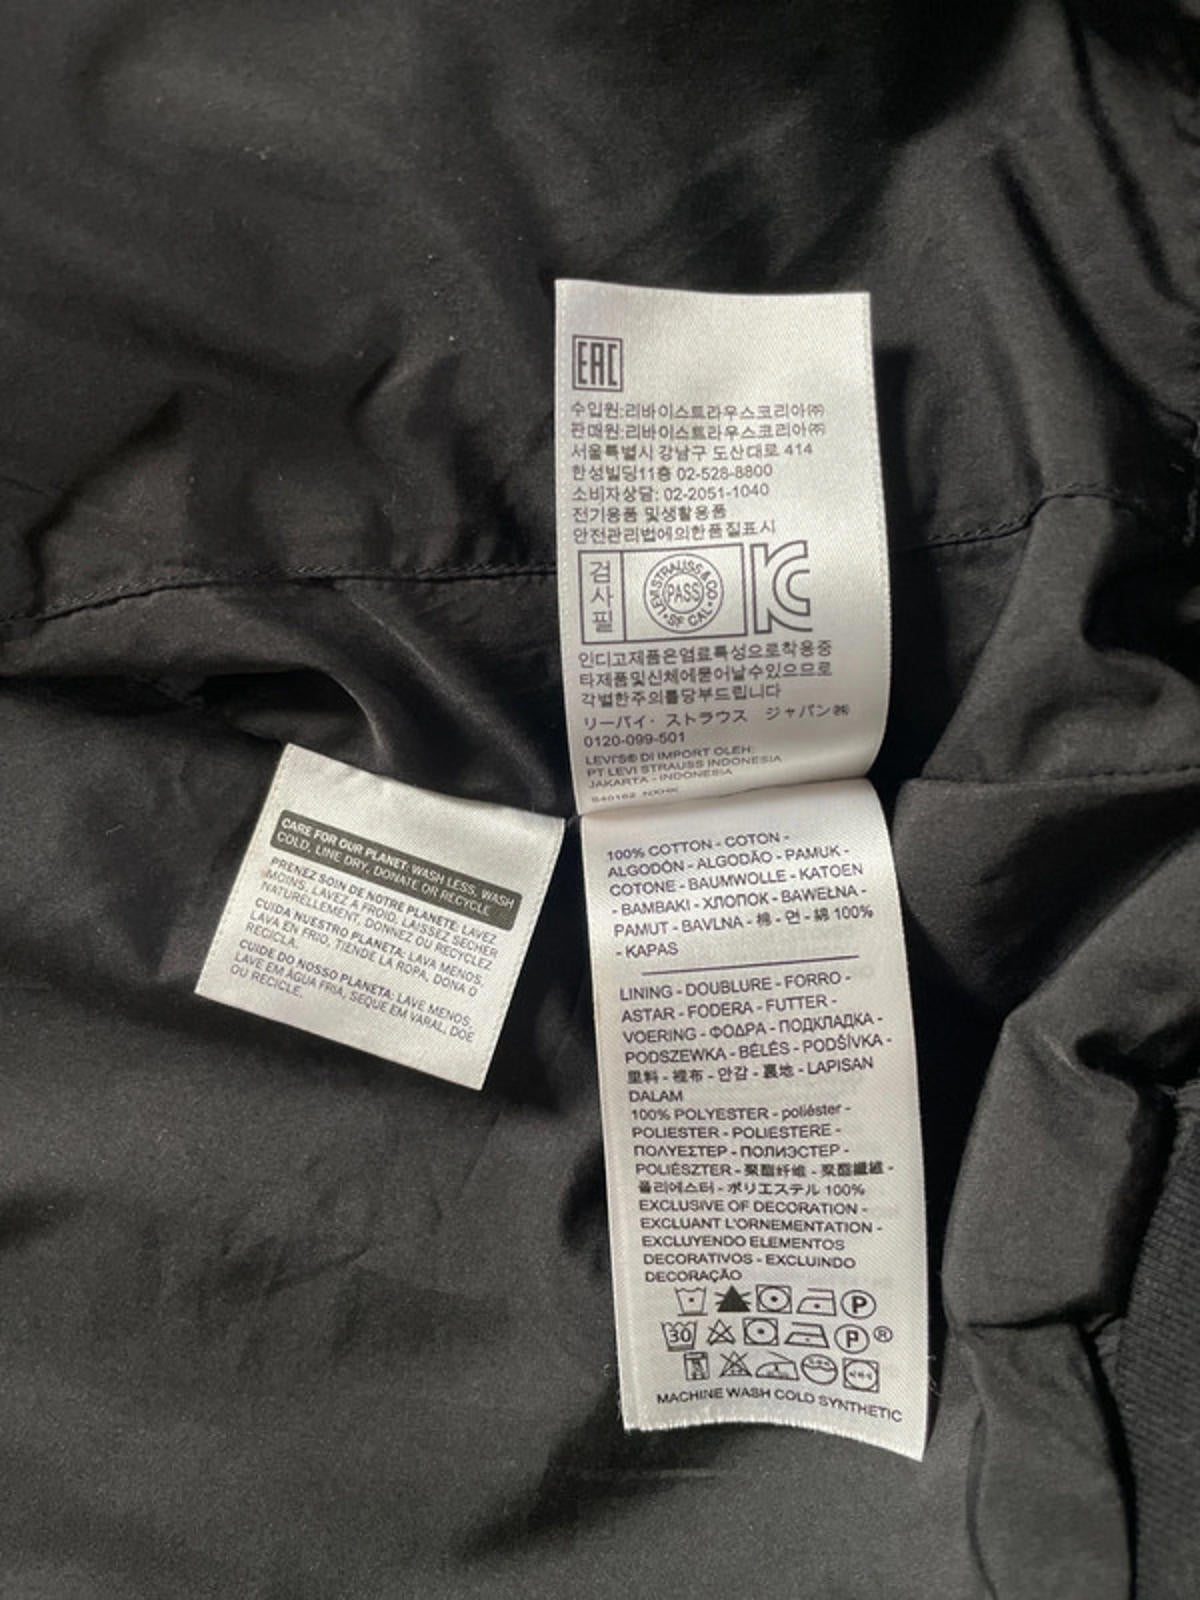 EAC
수입원:리바이스트라우스코리아㈜
판매원:리바이스트라우스코리아㈜
서울특별시 강남구 도산대로 414
한성빌딩11층 02-528-8800
소비자상담: 02-2051-1040
전기용품 및생활용품
안전관리법에의한품질표시
검
사
필
LEVI STRAUSS & CO
PASS
SF CAL
KC
인디고제품은염료특성으로착용중
타제품및신체에묻어날수있으므로
각별한주의를당부드립니다
リーバイ・ストラウス ジャパン㈱
0120-099-501
LEVI'S® DI IMPORT OLEH:
PT LEVI STRAUSS INDONESIA
JAKARTA - INDONESIA
CARE FOR OUR PLANET: WASH LESS, WASH
COLD, LINE DRY, DONATE OR RECYCLE
PRENEZ SOIN DE NOTRE PLANETE: LAVEZ
MOINS, LAVEZ A FROID, LAISSEZ SECHER
NATURELLEMENT, DONNEZ OU RECYCLEZ
CUIDA NUESTRO PLANETA: LAVA MENOS,
LAVA EN FRIO, TIENDE LA ROPA, DONA O
RECICLA.
CUIDE DO NOSSO PLANETA: LAVE MENOS,
LAVE EM ÁGUA FRIA, SEQUE EM VARAL, DOE
OU RECICLE.
100% COTTON - COTON -
ALGODÓN - ALGODÃO - PAMUK -
COTONE - BAUMWOLLE - KATOEN
- ΒΑΜΒΑΚΙ - ХЛОПОК - BAWEŁNA -
PAMUT - BAVLNA - 棉 - 면 - 綿 100%
- KAPAS
LINING - DOUBLURE - FORRO -
ASTAR - FODERA - FUTTER -
VOERING - ΦΟΔΡΑ - ПОДКЛАДКА -
PODSZEWKA - BÉLÉS - PODŠÍVKA -
里料 - 裡布 - 안감 - 裏地 - LAPISAN
DALAM
100% POLYESTER - poliéster -
POLIESTER - POLIESTERE -
ΠΟΛΥΕΣΤΕΡ - ПОЛИЭСТЕР -
POLIÉSZTER - 聚酯纤维 - 聚酯纖維 -
폴리에스터 - ポリエステル 100%
EXCLUSIVE OF DECORATION -
EXCLUANT L'ORNEMENTATION -
EXCLUYENDO ELEMENTOS
DECORATIVOS - EXCLUINDO
DECORAÇÃO
P
30 P ®
MACHINE WASH COLD SYNTHETIC